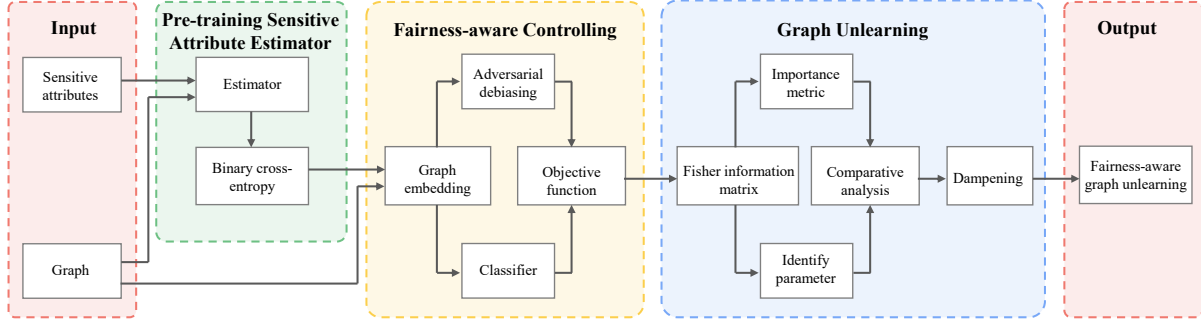 Input
Sensitive
attributes
Graph
Pre-training Sensitive
Attribute Estimator
Estimator
Binary cross-
entropy
Fairness-aware Controlling
Adversarial
debiasing
Graph
embedding
Objective
function
Classifier
Graph Unlearning
Importance
metric
Fisher information
matrix
Comparative
analysis
Dampening
Identify
parameter
Output
Fairness-aware
graph unlearning